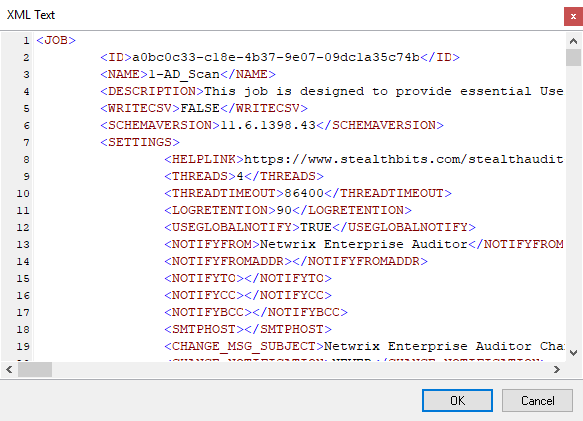 XML Text
x
1 <JOB>
2 <ID>a0bc0c33-c18e-4b37-9e07-09dc1a35c74b</ID>
3 <NAME>1-AD_Scan</NAME>
4 <DESCRIPTION>This job is designed to provide essential Use
5 <WRITECSV>FALSE</WRITECSV>
6 <SCHEMAVERSION>11.6.1398.43</SCHEMAVERSION>
7 <SETTINGS>
8 <HELPLINK>https://www.stealthbits.com/stealthaudit
9 <THREADS>4</THREADS>
10 <THREADTIMEOUT>86400</THREADTIMEOUT>
11 <LOGRETENTION>90</LOGRETENTION>
12 <USEGLOBALNOTIFY>TRUE</USEGLOBALNOTIFY>
13 <NOTIFYFROM>Netwrix Enterprise Auditor</NOTIFYFROM
14 <NOTIFYFROMADDR></NOTIFYFROMADDR>
15 <NOTIFYTO></NOTIFYTO>
16 <NOTIFYCC></NOTIFYCC>
17 <NOTIFYBCC></NOTIFYBCC>
18 <SMTPHOST></SMTPHOST>
19 <CHANGE_MSG_SUBJECT>Netwrix Enterprise Auditor Cha
<CHANGE_NOTIFICATION>NEVER</CHANGE_NOTIFICATION>
OK Cancel